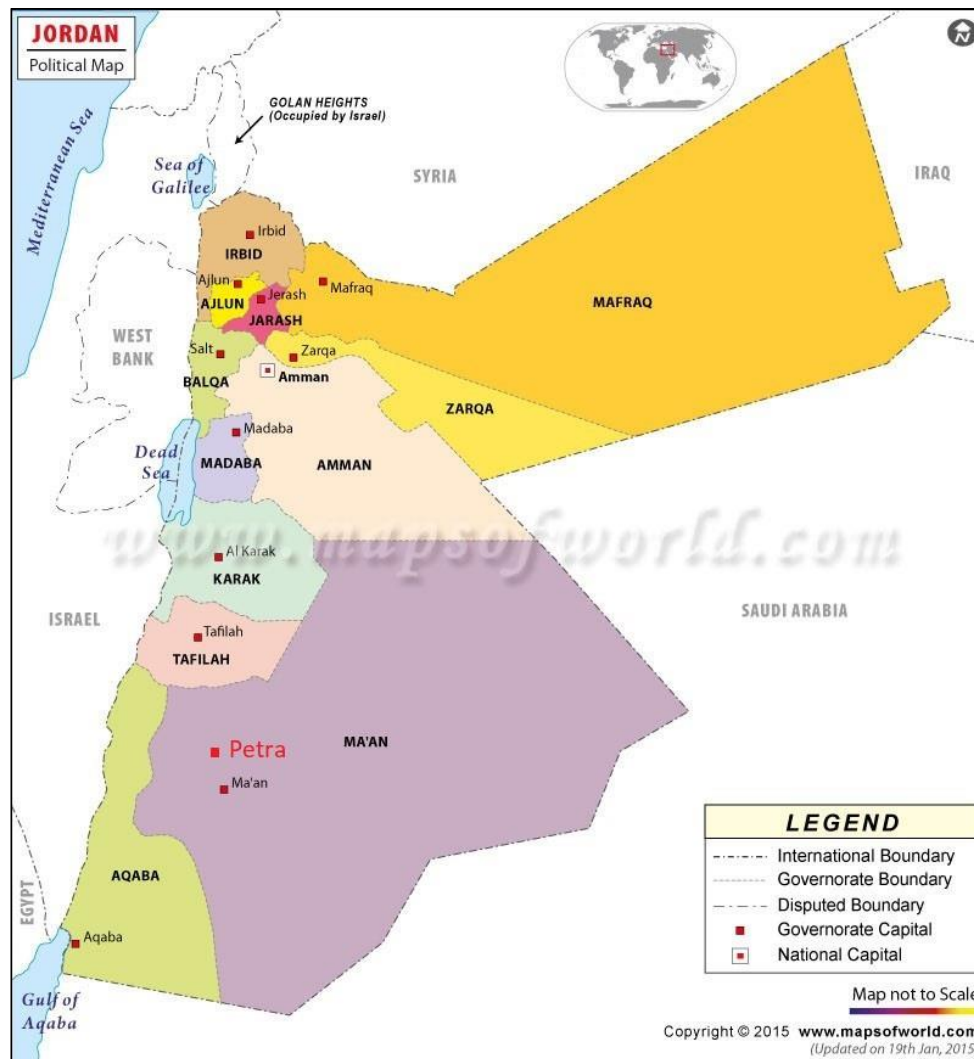 JORDAN
Political Map
N
GOLAN HEIGHTS
(Occupied by Israel)
Mediterranean Sea
Sea of
Galilee
SYRIA
IRAQ
Irbid
IRBID
Ajlun
AJLUN
Jerash
JARASH
Mafraq
MAFRAQ
WEST
BANK
Salt
BALQA
Zarqa
Amman
ZARQA
Madaba
MADABA
AMMAN
Dead
Sea
www.mapsofworld.com
Al Karak
KARAK
ISRAEL
SAUDI ARABIA
Tafilah
TAFILAH
MA'AN
Petra
Ma'an
AQABA
EGYPT
Aqaba
Gulf of
Aqaba
LEGEND
International Boundary
Governorate Boundary
Disputed Boundary
Governorate Capital
National Capital
Map not to Scale
Copyright © 2015 www.mapsofworld.com
(Updated on 19th Jan, 2015)